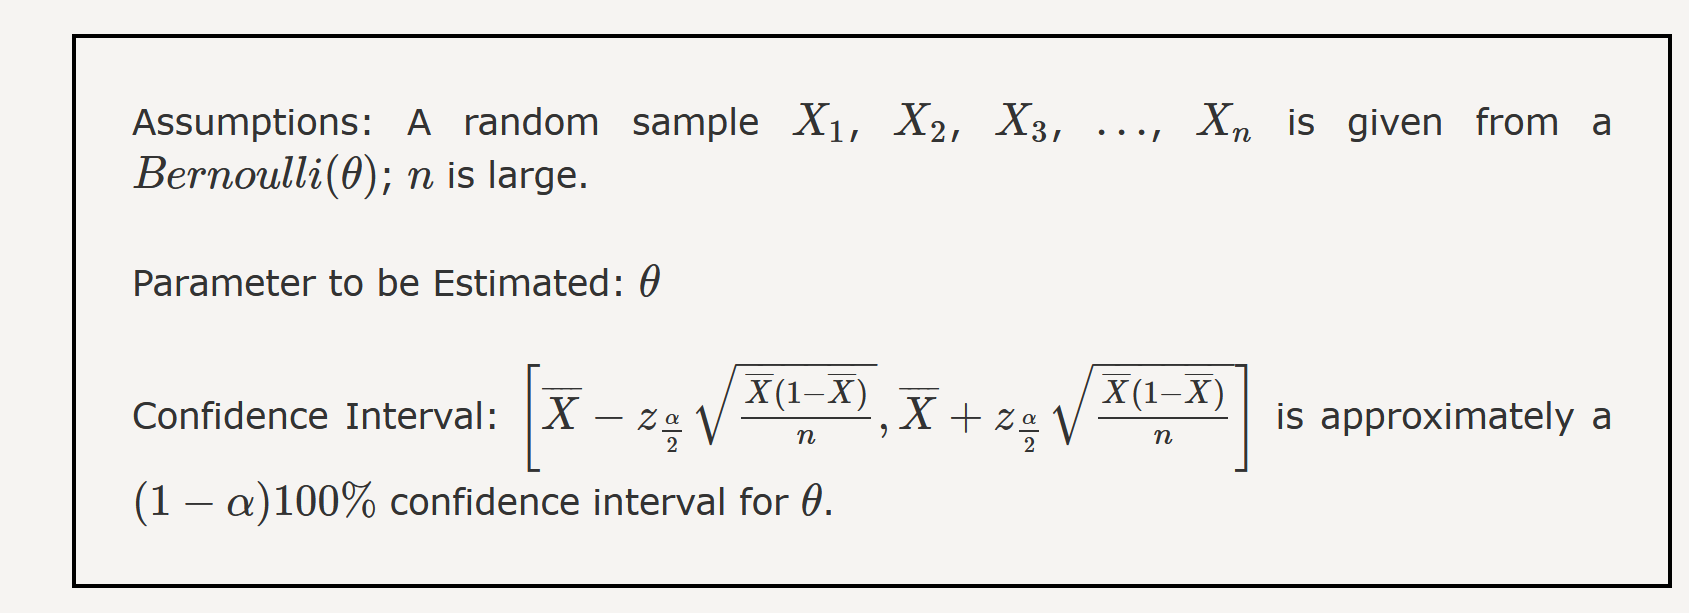 Assumptions: A random sample $X_1$, $X_2$, $X_3$, $\ldots$, $X_n$ is given from a
$Bernoulli(\theta)$; $n$ is large.
Parameter to be Estimated: $\theta$
Confidence Interval: $\left[\overline{X} - z_{\frac{\alpha}{2}}\sqrt{\frac{\overline{X}(1-\overline{X})}{n}}, \overline{X} + z_{\frac{\alpha}{2}}\sqrt{\frac{\overline{X}(1-\overline{X})}{n}}\right]$ is approximately a
$(1 - \alpha)100\%$ confidence interval for $\theta$.